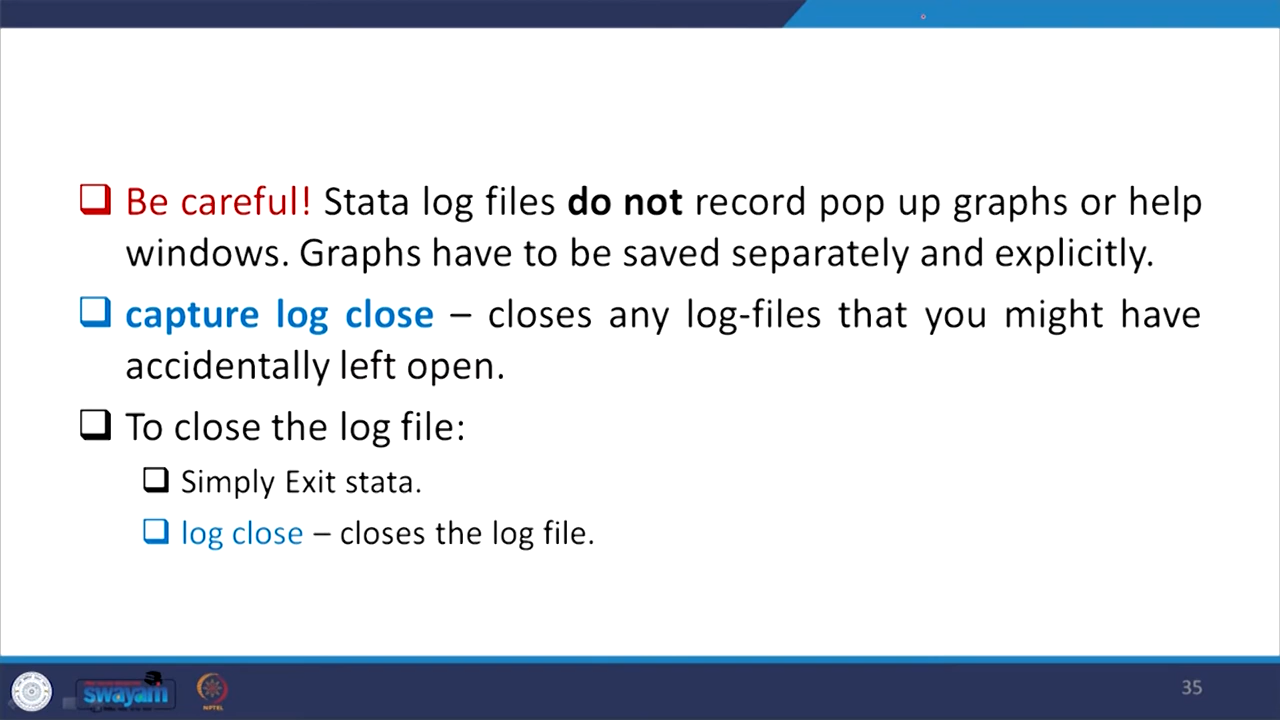 Be careful! Stata log files do not record pop up graphs or help
windows. Graphs have to be saved separately and explicitly.
capture log close – closes any log-files that you might have
accidentally left open.
To close the log file:
Simply Exit stata.
log close – closes the log file.
swayam
NPTEL
35